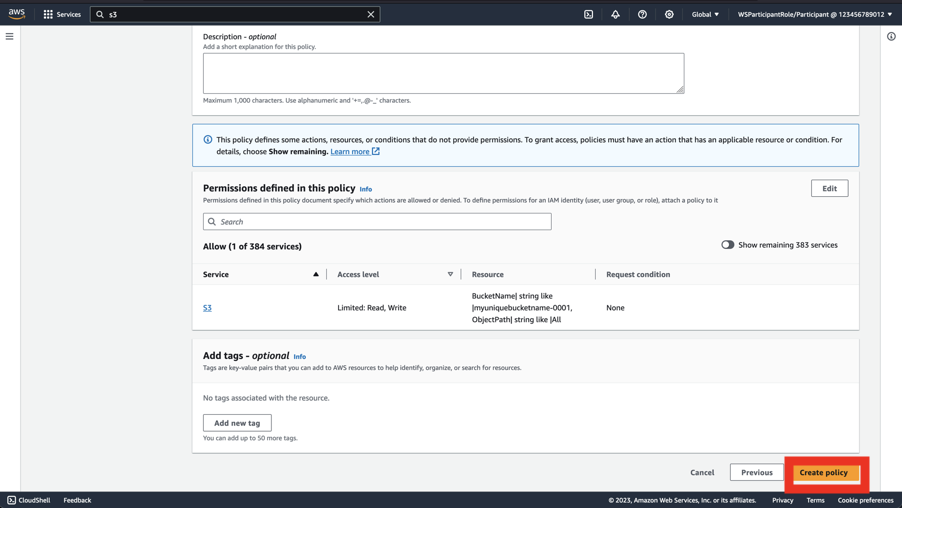 aws Services s3 Global WSParticipantRole/Participant @ 123456789012
Description - optional
Add a short explanation for this policy.
Maximum 1,000 characters. Use alphanumeric and '+=,.@-_' characters.
This policy defines some actions, resources, or conditions that do not provide permissions. To grant access, policies must have an action that has an applicable resource or condition. For
details, choose Show remaining. Learn more
Permissions defined in this policy Info
Edit
Permissions defined in this policy document specify which actions are allowed or denied. To define permissions for an IAM identity (user, user group, or role), attach a policy to it
Search
Allow (1 of 384 services)
Show remaining 383 services
Service Access level Resource Request condition
BucketName| string like
S3 Limited: Read, Write |myuniquebucketname-0001, None
ObjectPath| string like |All
Add tags - optional Info
Tags are key-value pairs that you can add to AWS resources to help identify, organize, or search for resources.
No tags associated with the resource.
Add new tag
You can add up to 50 more tags.
Cancel Previous Create policy
CloudShell Feedback © 2023, Amazon Web Services, Inc. or its affiliates. Privacy Terms Cookie preferences